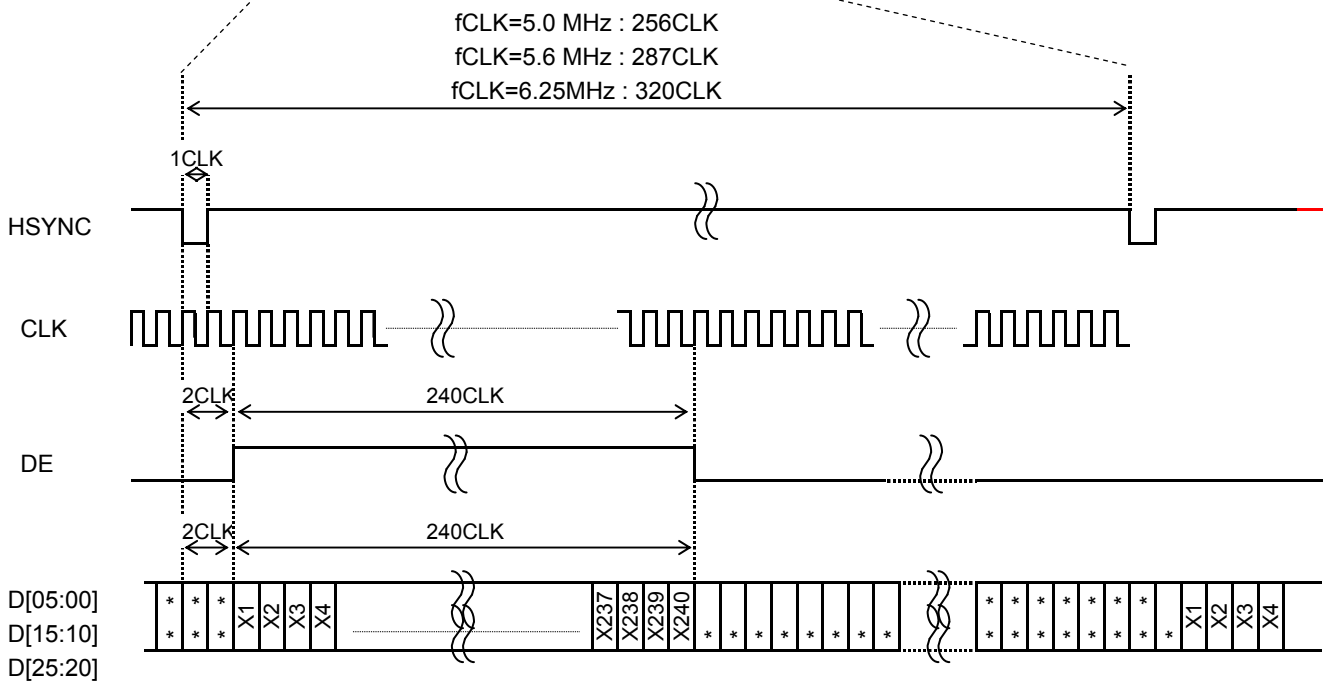 fCLK=5.0 MHz : 256CLK
fCLK=5.6 MHz : 287CLK
fCLK=6.25MHz : 320CLK
1CLK
HSYNC
CLK
2CLK 240CLK
DE
2CLK 240CLK
D[05:00]
D[15:10]
D[25:20]
* * * X1 X2 X3 X4 X237 X238 X239 X240 * * * * * * * * * * * * * * * X1 X2 X3 X4
* * * * * * * * * *